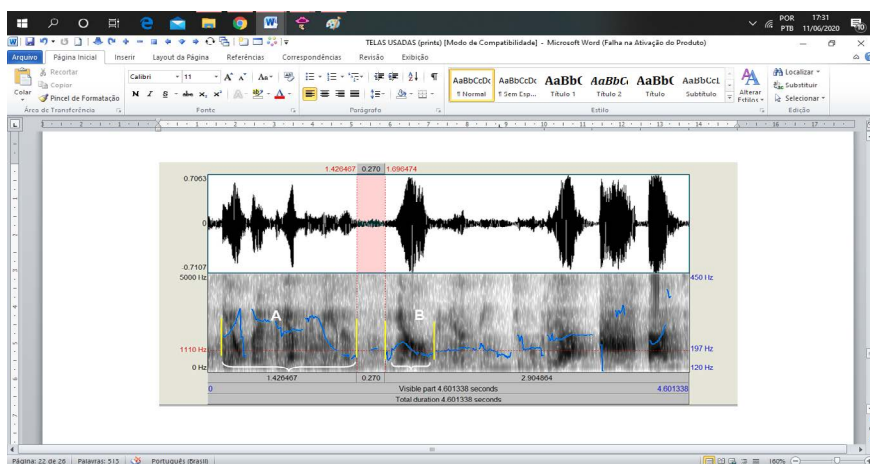 POR 17:31
PTB 11/06/2020
TELAS USADAS (prints) [Modo de Compatibilidade] - Microsoft Word (Falha na Ativação do Produto)
Arquivo Página Inicial Inserir Layout da Página Referências Correspondências Revisão Exibição
Colar
Recortar
Copiar
Pincel de Formatação
Área de Transferência
Calibri 11
N I S abc x, x²
Fonte
Parágrafo
AaBbCcDc AaBbCcDc AaBbC AaBbC AaBbC AaBbCcL
¶ Normal ¶ Sem Esp... Título 1 Título 2 Título Subtítulo
Alterar Estilos
Estilo
Localizar
Substituir
Selecionar
Edição
1.426467 0.270 1.696474
0.7063
0
-0.7107
5000 Hz 450 Hz
A B
1110 Hz 197 Hz
0 Hz 120 Hz
1.426467 0.270 2.904864
0 Visible part 4.601338 seconds 4.601338
Total duration 4.601338 seconds
Página: 22 de 26 Palavras: 515 Português (Brasil) 160%